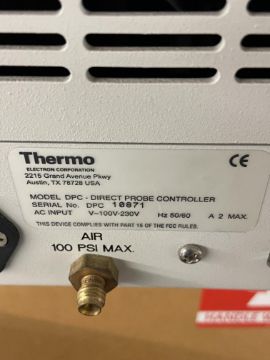 Thermo
ELECTRON CORPORATION
2215 Grand Avenue Pkwy
Austin, TX 78728 USA
CE
MODEL DPC - DIRECT PROBE CONTROLLER
SERIAL No. DPC 10871
AC INPUT V~100V-230V Hz 50/60 A 2 MAX.
THIS DEVICE COMPLIES WITH PART 15 OF THE FCC RULES.
AIR
100 PSI MAX.
HANDLE W